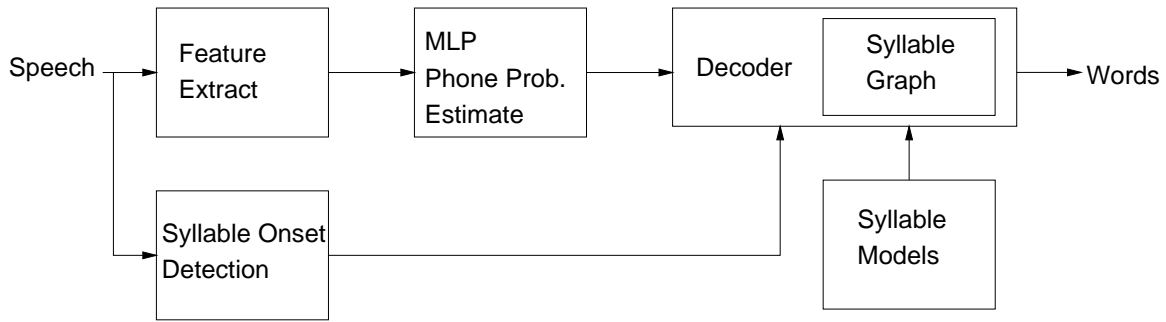 Speech
Feature
Extract
MLP
Phone Prob.
Estimate
Decoder
Syllable
Graph
Words
Syllable Onset
Detection
Syllable
Models